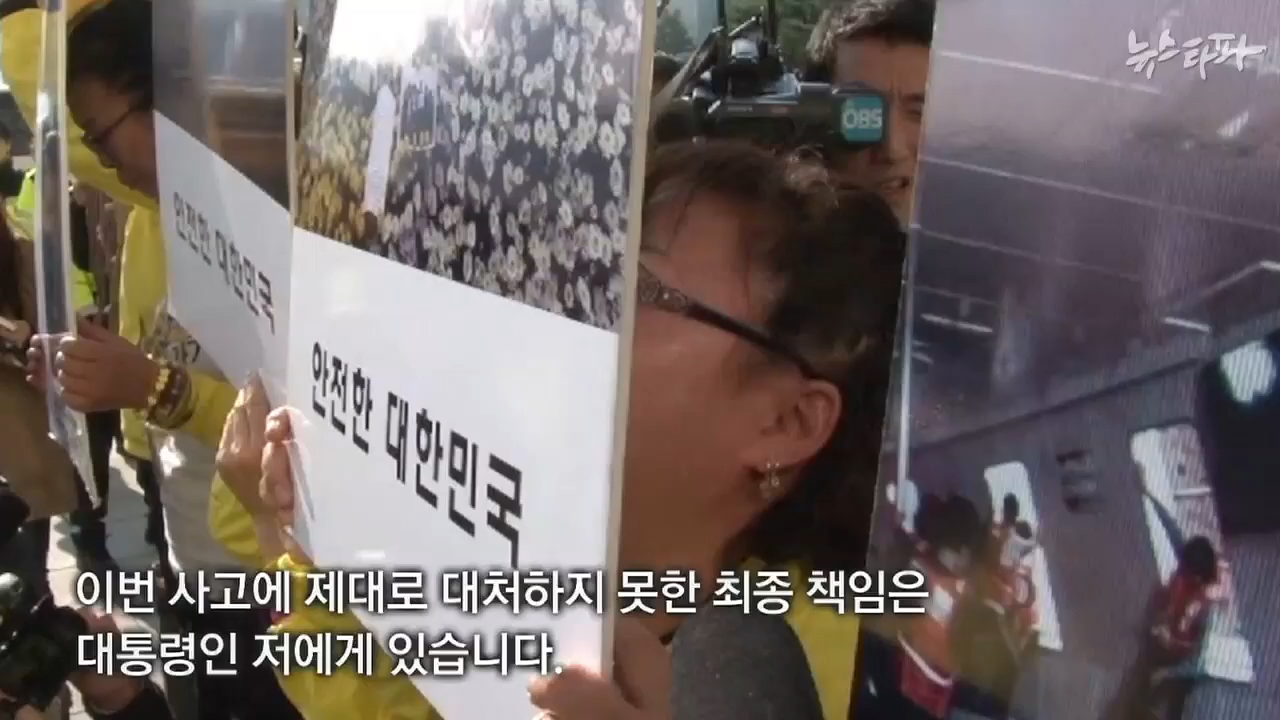 뉴스타파
OBS
안전한 대한민국
안전한 대한민국
이번 사고에 제대로 대처하지 못한 최종 책임은
대통령인 저에게 있습니다.